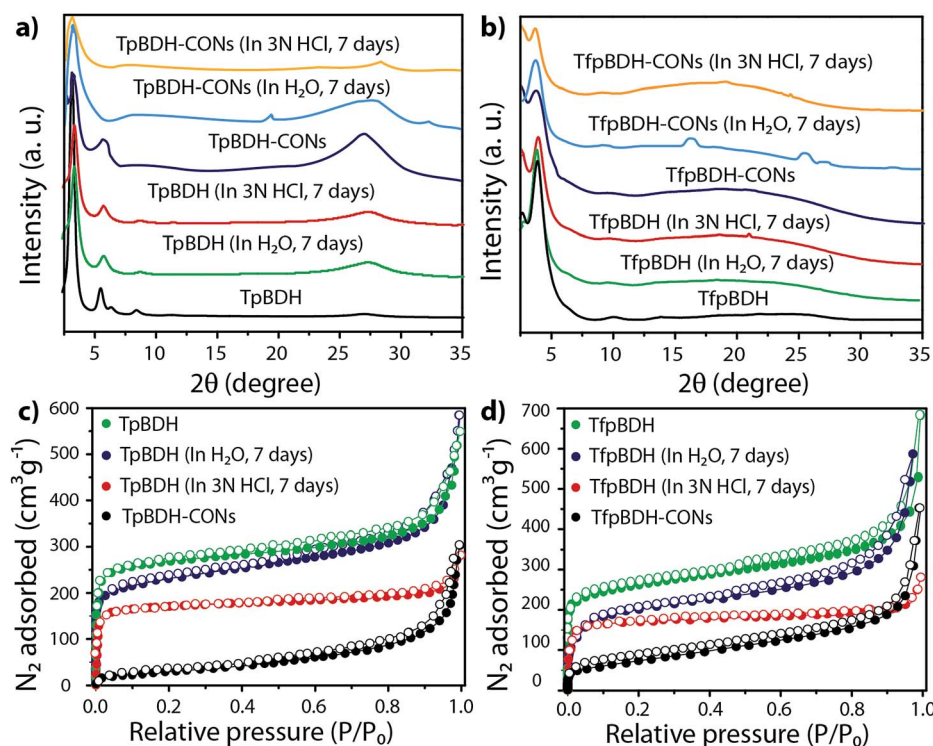 a)
TpBDH-CONs (In 3N HCl, 7 days)
TpBDH-CONs (In H₂O, 7 days)
TpBDH-CONs
TpBDH (In 3N HCl, 7 days)
TpBDH (In H₂O, 7 days)
TpBDH
Intensity (a. u.)
5 10 15 20 25 30 35
2θ (degree)
b)
TfpBDH-CONs (In 3N HCl, 7 days)
TfpBDH-CONs (In H₂O, 7 days)
TfpBDH-CONs
TfpBDH (In 3N HCl, 7 days)
TfpBDH (In H₂O, 7 days)
TfpBDH
Intensity (a. u.)
5 10 15 20 25 30 35
2θ (degree)
c)
TpBDH
TpBDH (In H₂O, 7 days)
TpBDH (In 3N HCl, 7 days)
TpBDH-CONs
N₂ adsorbed (cm³g⁻¹)
600
500
400
300
200
100
0
0.0 0.2 0.4 0.6 0.8 1.0
Relative pressure (P/P₀)
d)
TfpBDH
TfpBDH (In H₂O, 7 days)
TfpBDH (In 3N HCl, 7 days)
TfpBDH-CONs
N₂ adsorbed (cm³g⁻¹)
700
600
500
400
300
200
100
0
0.0 0.2 0.4 0.6 0.8 1.0
Relative pressure (P/P₀)